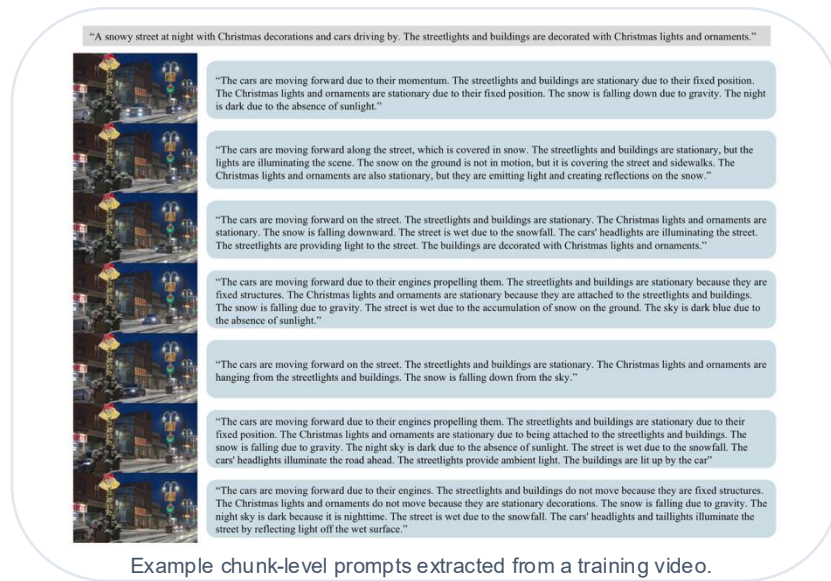 “A snowy street at night with Christmas decorations and cars driving by. The streetlights and buildings are decorated with Christmas lights and ornaments.”
“The cars are moving forward due to their momentum. The streetlights and buildings are stationary due to their fixed position.
The Christmas lights and ornaments are stationary due to their fixed position. The snow is falling down due to gravity. The night
is dark due to the absence of sunlight.”
“The cars are moving forward along the street, which is covered in snow. The streetlights and buildings are stationary, but the
lights are illuminating the scene. The snow on the ground is not in motion, but it is covering the street and sidewalks. The
Christmas lights and ornaments are also stationary, but they are emitting light and creating reflections on the snow.”
“The cars are moving forward on the street. The streetlights and buildings are stationary. The Christmas lights and ornaments are
stationary. The snow is falling downward. The street is wet due to the snowfall. The cars' headlights are illuminating the street.
The streetlights are providing light to the street. The buildings are decorated with Christmas lights and ornaments.”
“The cars are moving forward due to their engines propelling them. The streetlights and buildings are stationary because they are
fixed structures. The Christmas lights and ornaments are stationary because they are attached to the streetlights and buildings.
The snow is falling due to gravity. The street is wet due to the accumulation of snow on the ground. The sky is dark blue due to
the absence of sunlight.”
“The cars are moving forward on the street. The streetlights and buildings are stationary. The Christmas lights and ornaments are
hanging from the streetlights and buildings. The snow is falling down from the sky.”
“The cars are moving forward due to their engines propelling them. The streetlights and buildings are stationary due to their
fixed position. The Christmas lights and ornaments are stationary due to being attached to the streetlights and buildings. The
snow is falling due to gravity. The night sky is dark due to the absence of sunlight. The street is wet due to the snowfall. The
cars' headlights illuminate the road ahead. The streetlights provide ambient light. The buildings are lit up by the car”
“The cars are moving forward due to their engines. The streetlights and buildings do not move because they are fixed structures.
The Christmas lights and ornaments do not move because they are stationary decorations. The snow is falling due to gravity. The
night sky is dark because it is nighttime. The street is wet due to the snowfall. The cars' headlights and taillights illuminate the
street by reflecting light off the wet surface.”
Example chunk-level prompts extracted from a training video.